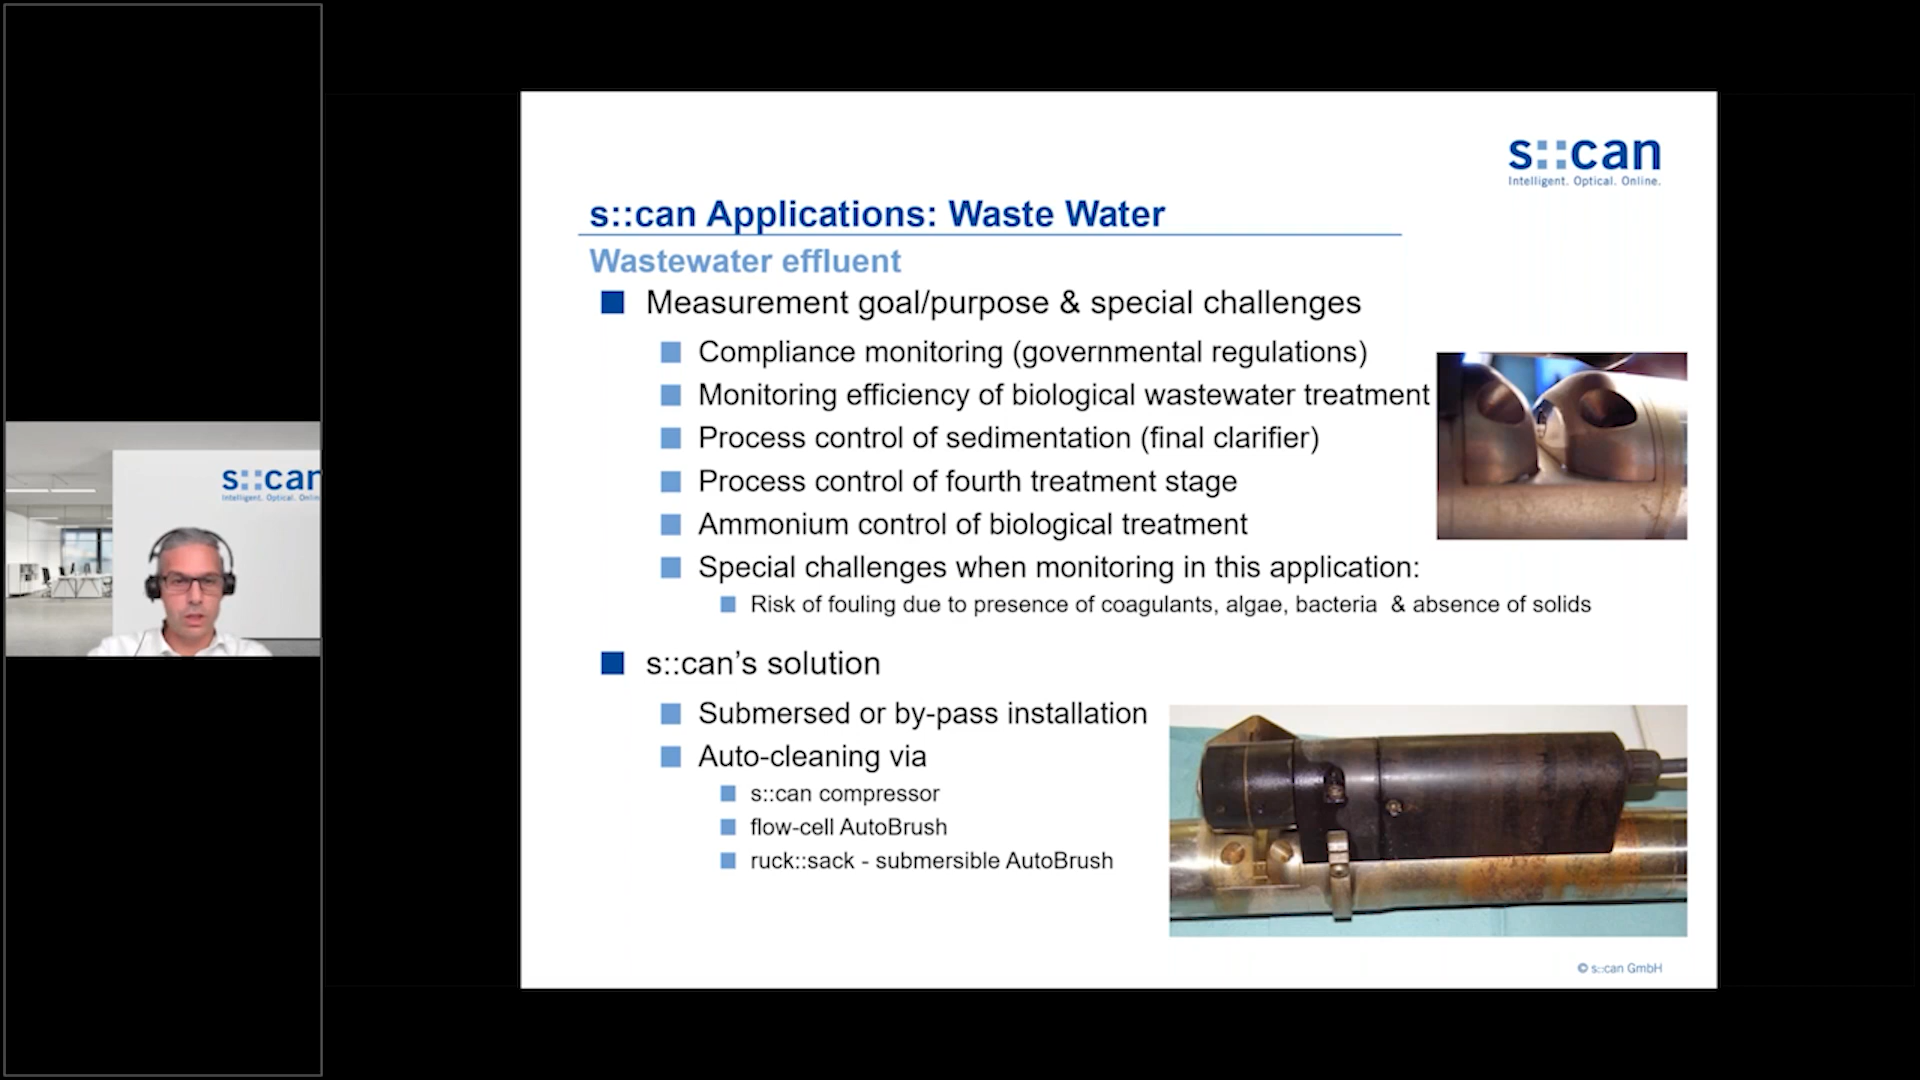 s::can
Intelligent. Optical. Online.
s::can Applications: Waste Water
Wastewater effluent
Measurement goal/purpose & special challenges
Compliance monitoring (governmental regulations)
Monitoring efficiency of biological wastewater treatment
Process control of sedimentation (final clarifier)
Process control of fourth treatment stage
Ammonium control of biological treatment
Special challenges when monitoring in this application:
Risk of fouling due to presence of coagulants, algae, bacteria & absence of solids
s::can’s solution
Submersed or by-pass installation
Auto-cleaning via
s::can compressor
flow-cell AutoBrush
ruck::sack - submersible AutoBrush
© s::can GmbH
s::can
Intelligent. Optical. Onlin